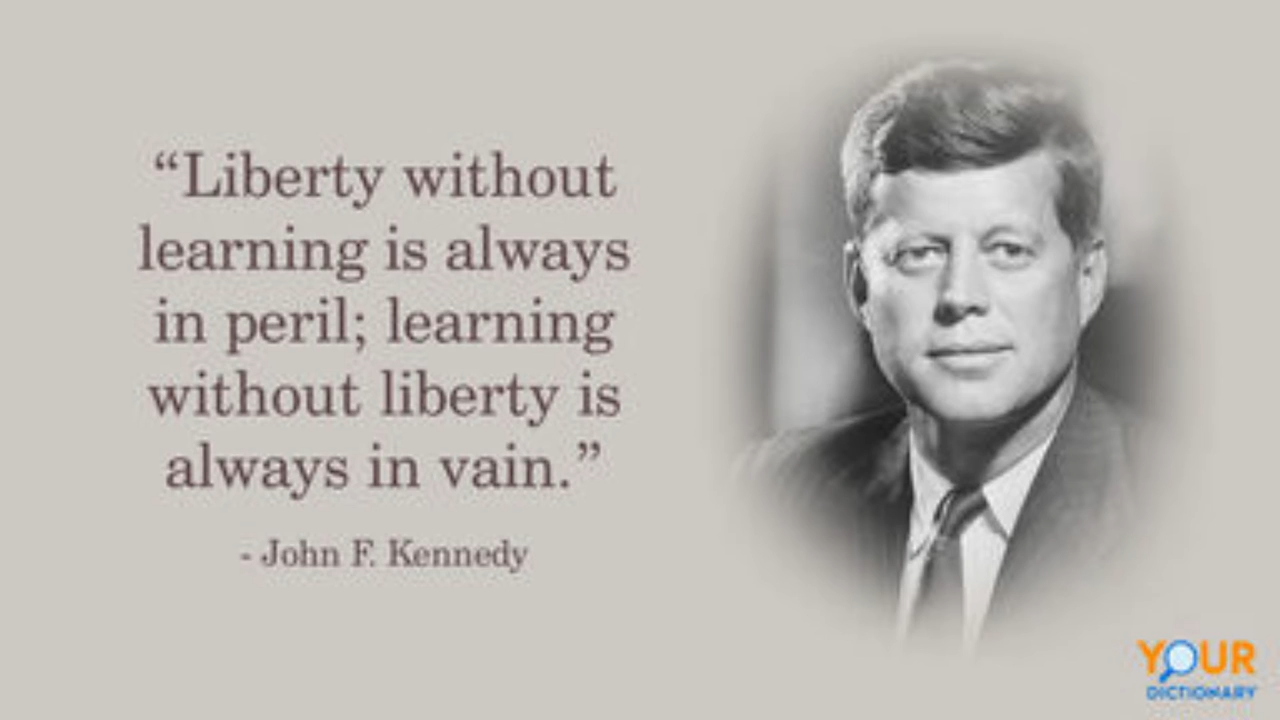 “Liberty without
learning is always
in peril; learning
without liberty is
always in vain.”
- John F. Kennedy
YOUR
DICTIONARY